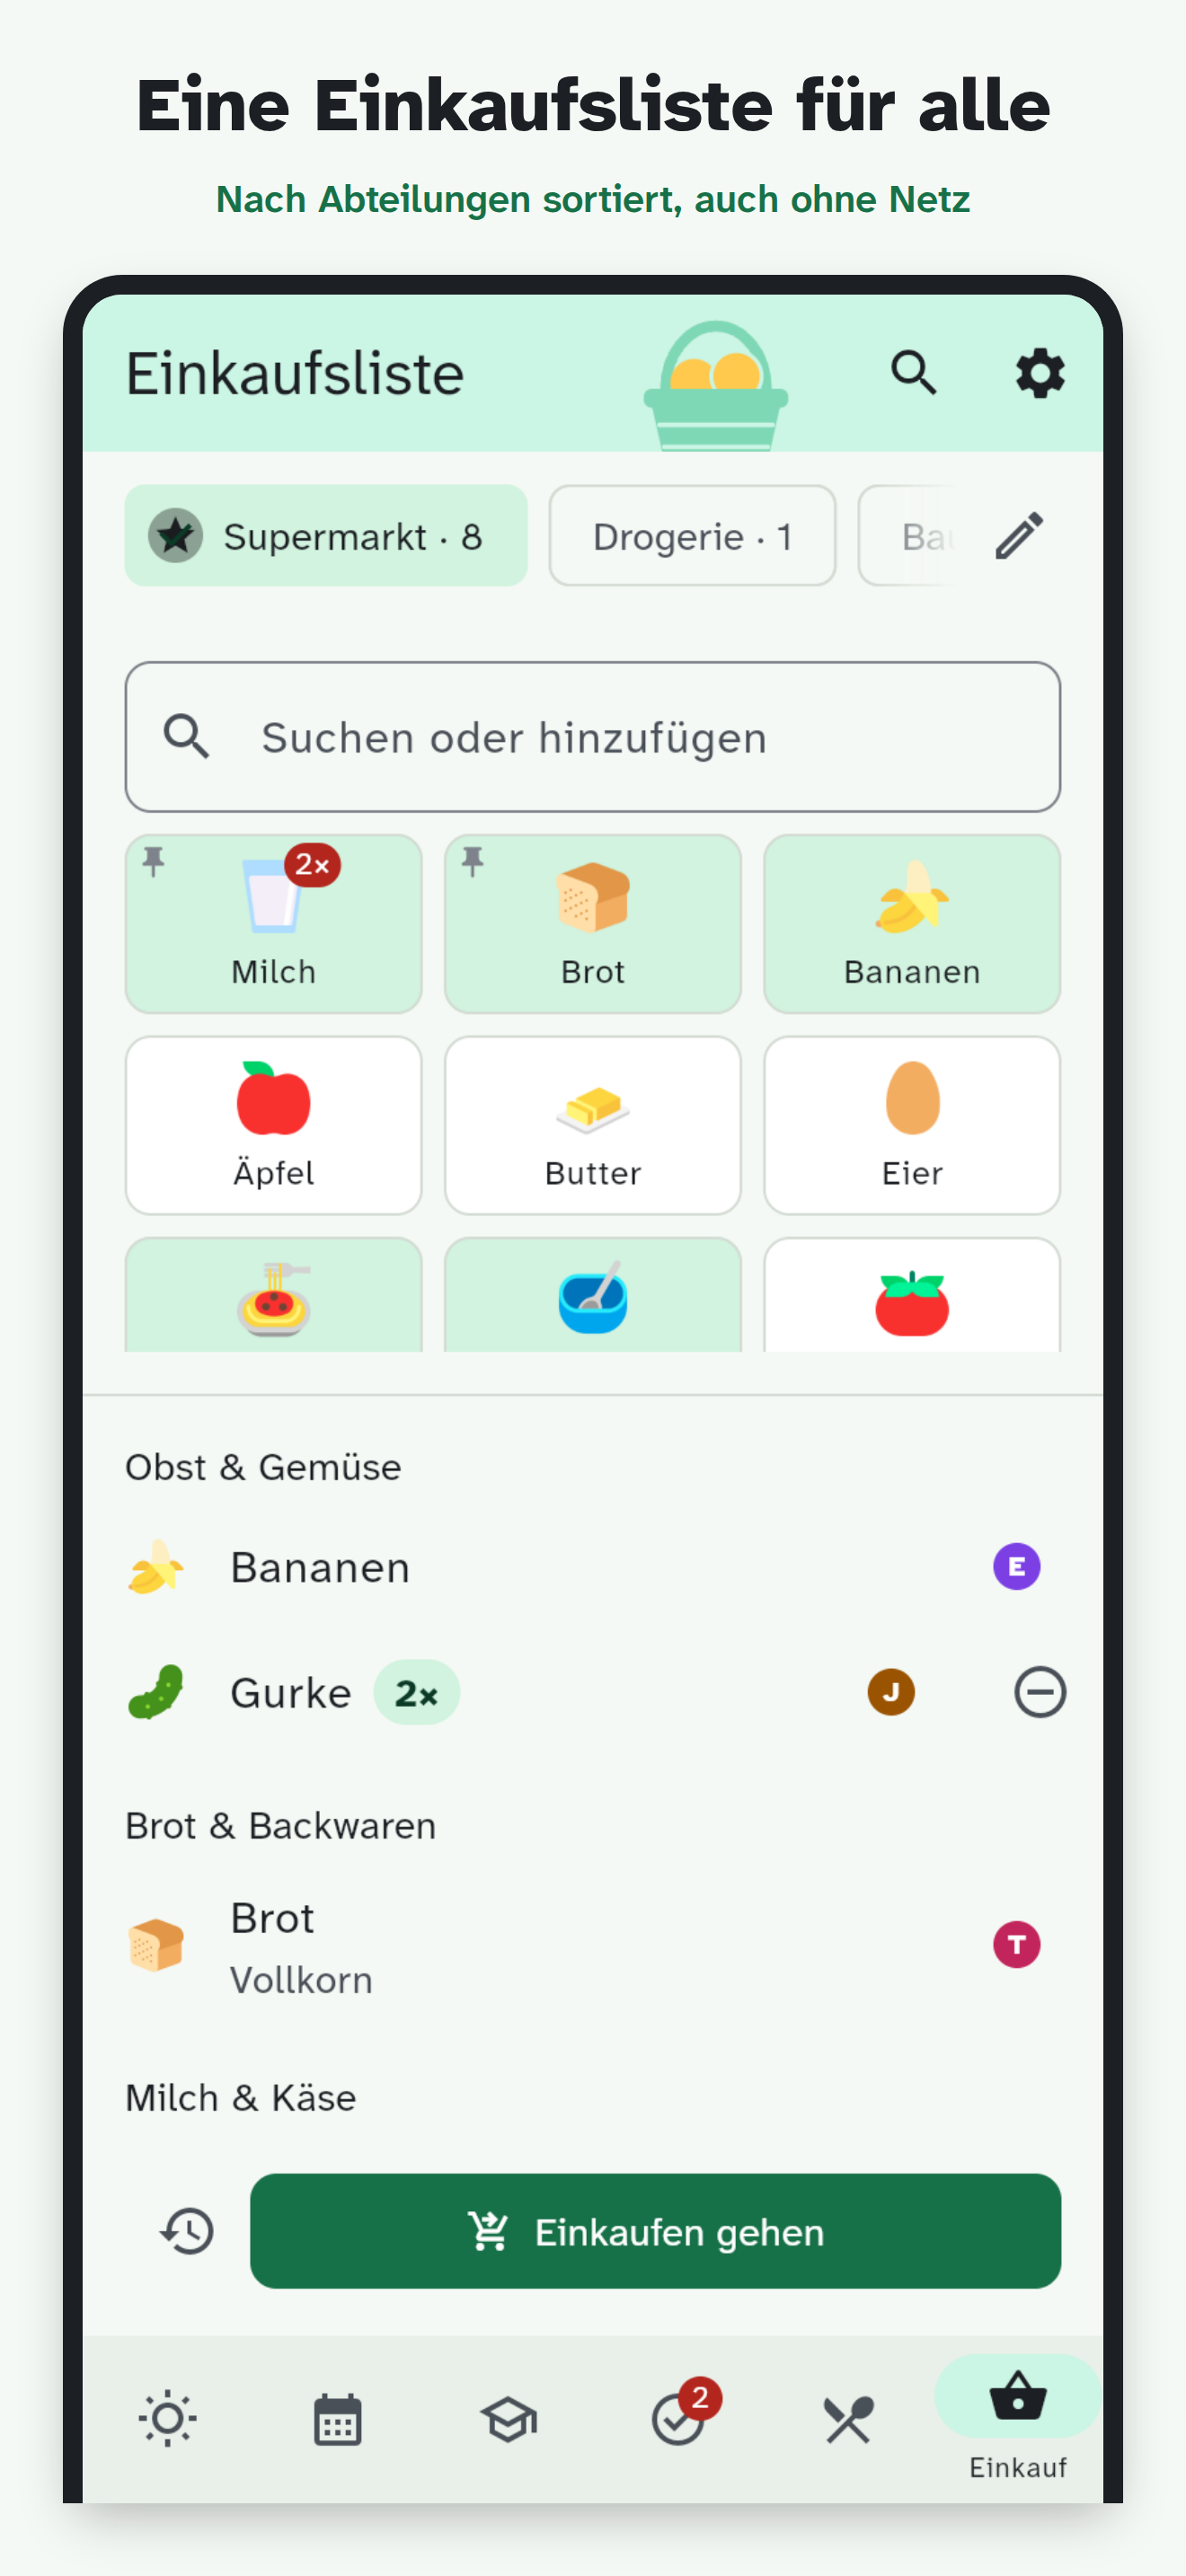 Eine Einkaufsliste für alle
Nach Abteilungen sortiert, auch ohne Netz
Einkaufsliste
Supermarkt · 8
Drogerie · 1
Suchen oder hinzufügen
2×
Milch
Brot
Bananen
Äpfel
Butter
Eier
Obst & Gemüse
Bananen
E
Gurke 2×
J
Brot & Backwaren
Brot
T
Vollkorn
Milch & Käse
Einkaufen gehen
2
Einkauf